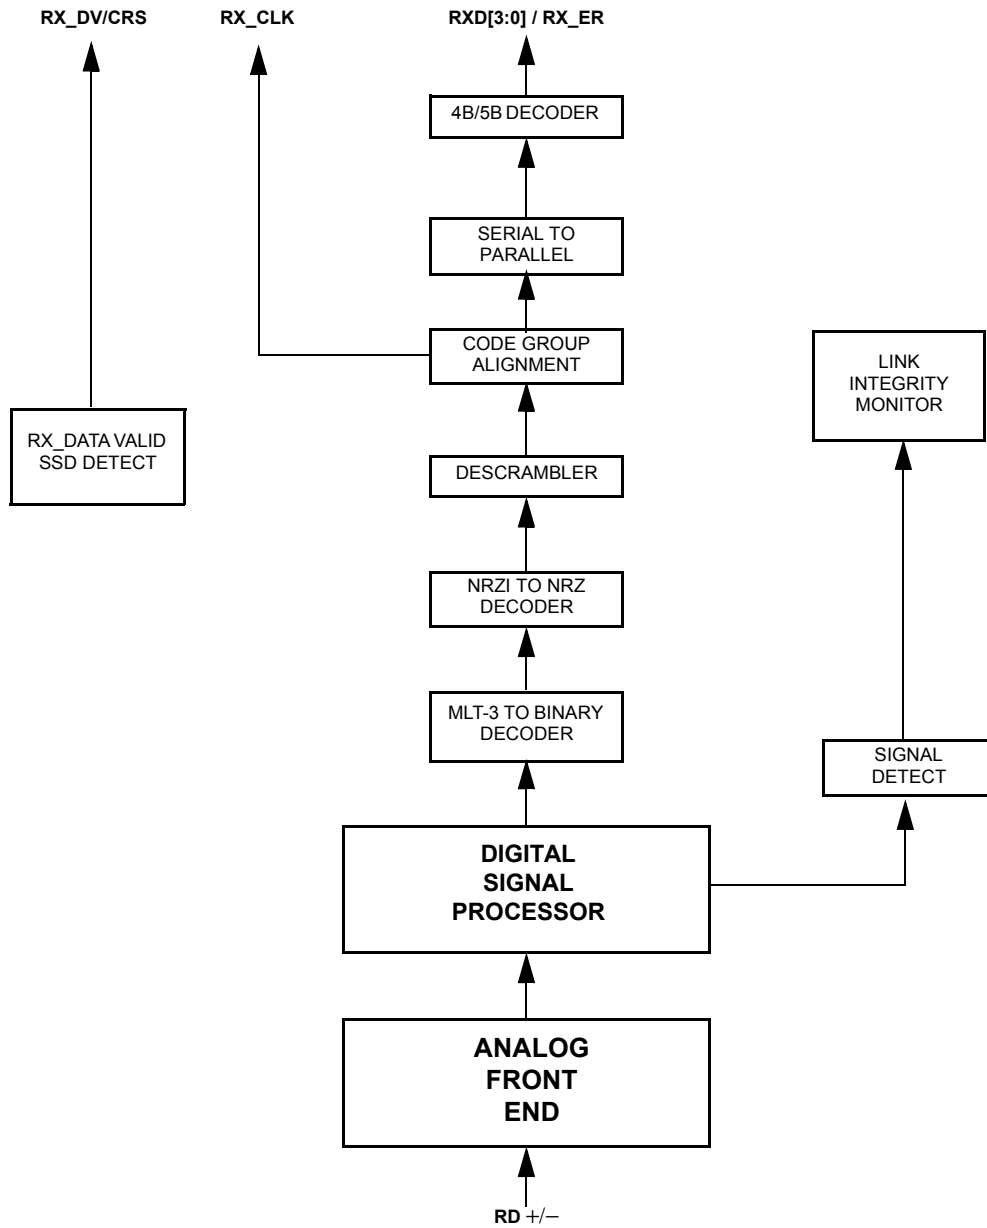 RX_DV/CRS
RX_CLK
RXD[3:0] / RX_ER
4B/5B DECODER
SERIAL TO
PARALLEL
CODE GROUP
ALIGNMENT
LINK
INTEGRITY
MONITOR
RX_DATA VALID
SSD DETECT
DESCRAMBLER
NRZI TO NRZ
DECODER
MLT-3 TO BINARY
DECODER
SIGNAL
DETECT
DIGITAL
SIGNAL
PROCESSOR
ANALOG
FRONT
END
RD +/−